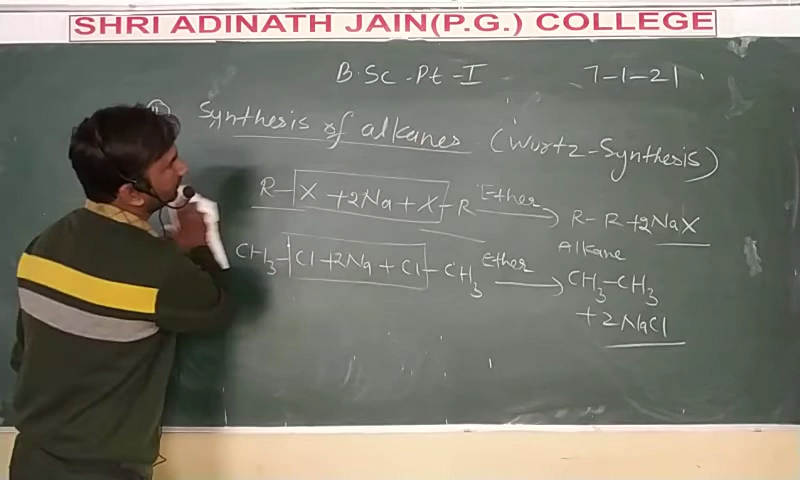 SHRI ADINATH JAIN(P.G.) COLLEGE
B.Sc-Pt-I 7-1-21
Synthesis of alkanes (Wurtz-Synthesis)
R-X+2Na+X-R Ether → R-R+2NaX
Alkane
CH3-Cl+2Na+Cl-CH3 Ether → CH3-CH3
+2NaCl